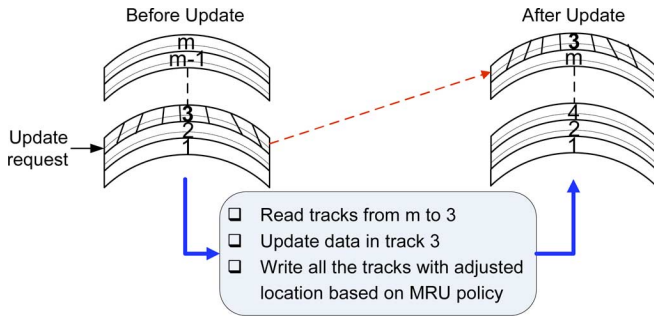 Before Update
After Update
m
m-1
3
2
1
Update
request
3
m
4
2
1
❑ Read tracks from m to 3
❑ Update data in track 3
❑ Write all the tracks with adjusted
location based on MRU policy